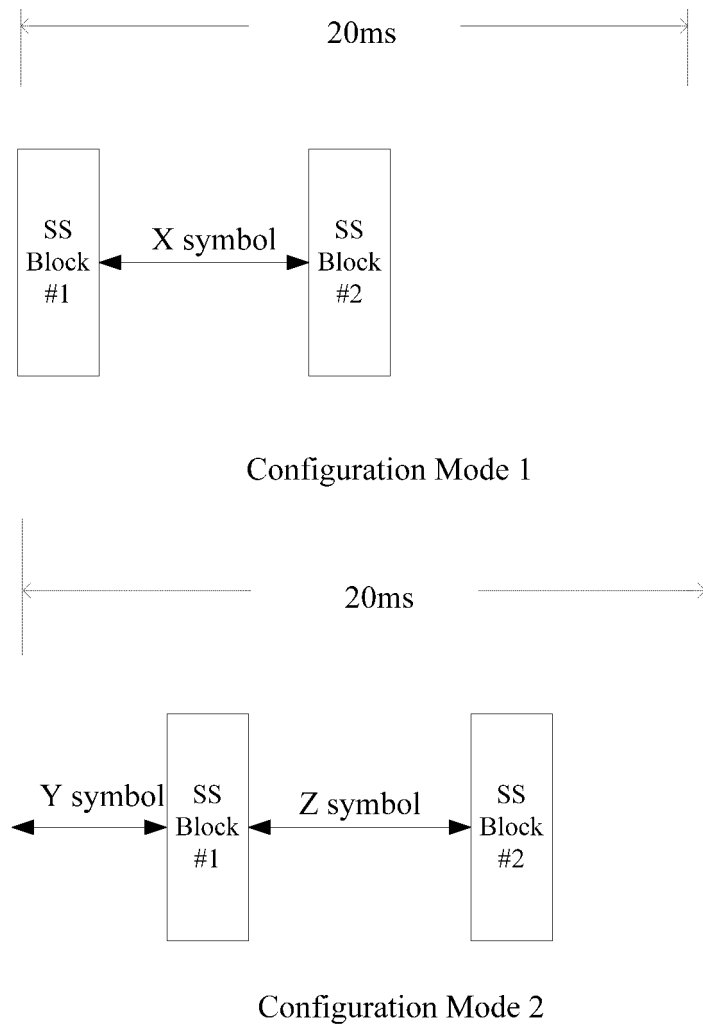 20ms
X symbol
SS
Block
#1
SS
Block
#2
Configuration Mode 1
20ms
Y symbol
SS
Block
#1
Z symbol
SS
Block
#2
Configuration Mode 2